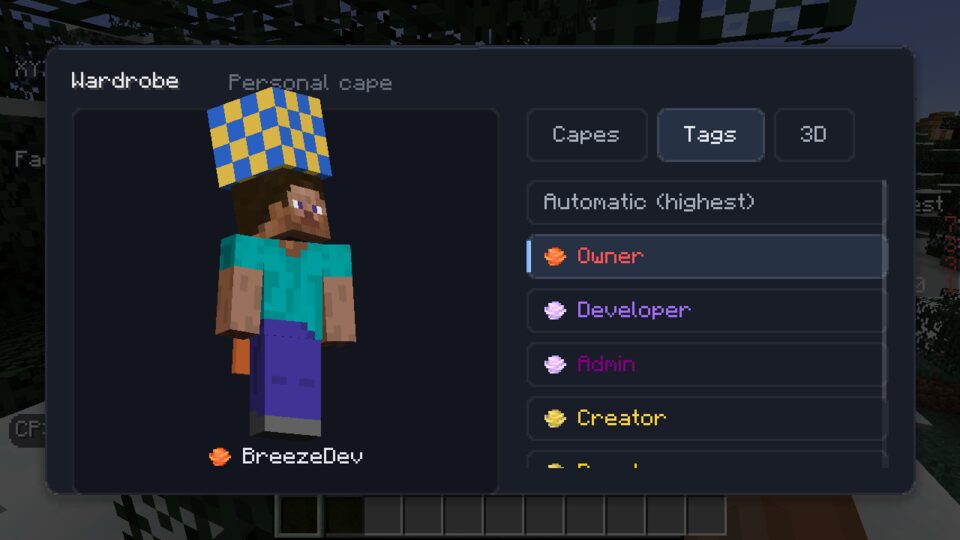 Wardrobe
Personal cape
Capes
Tags
3D
Automatic (highest)
Owner
Developer
Admin
Creator
BreezeDev